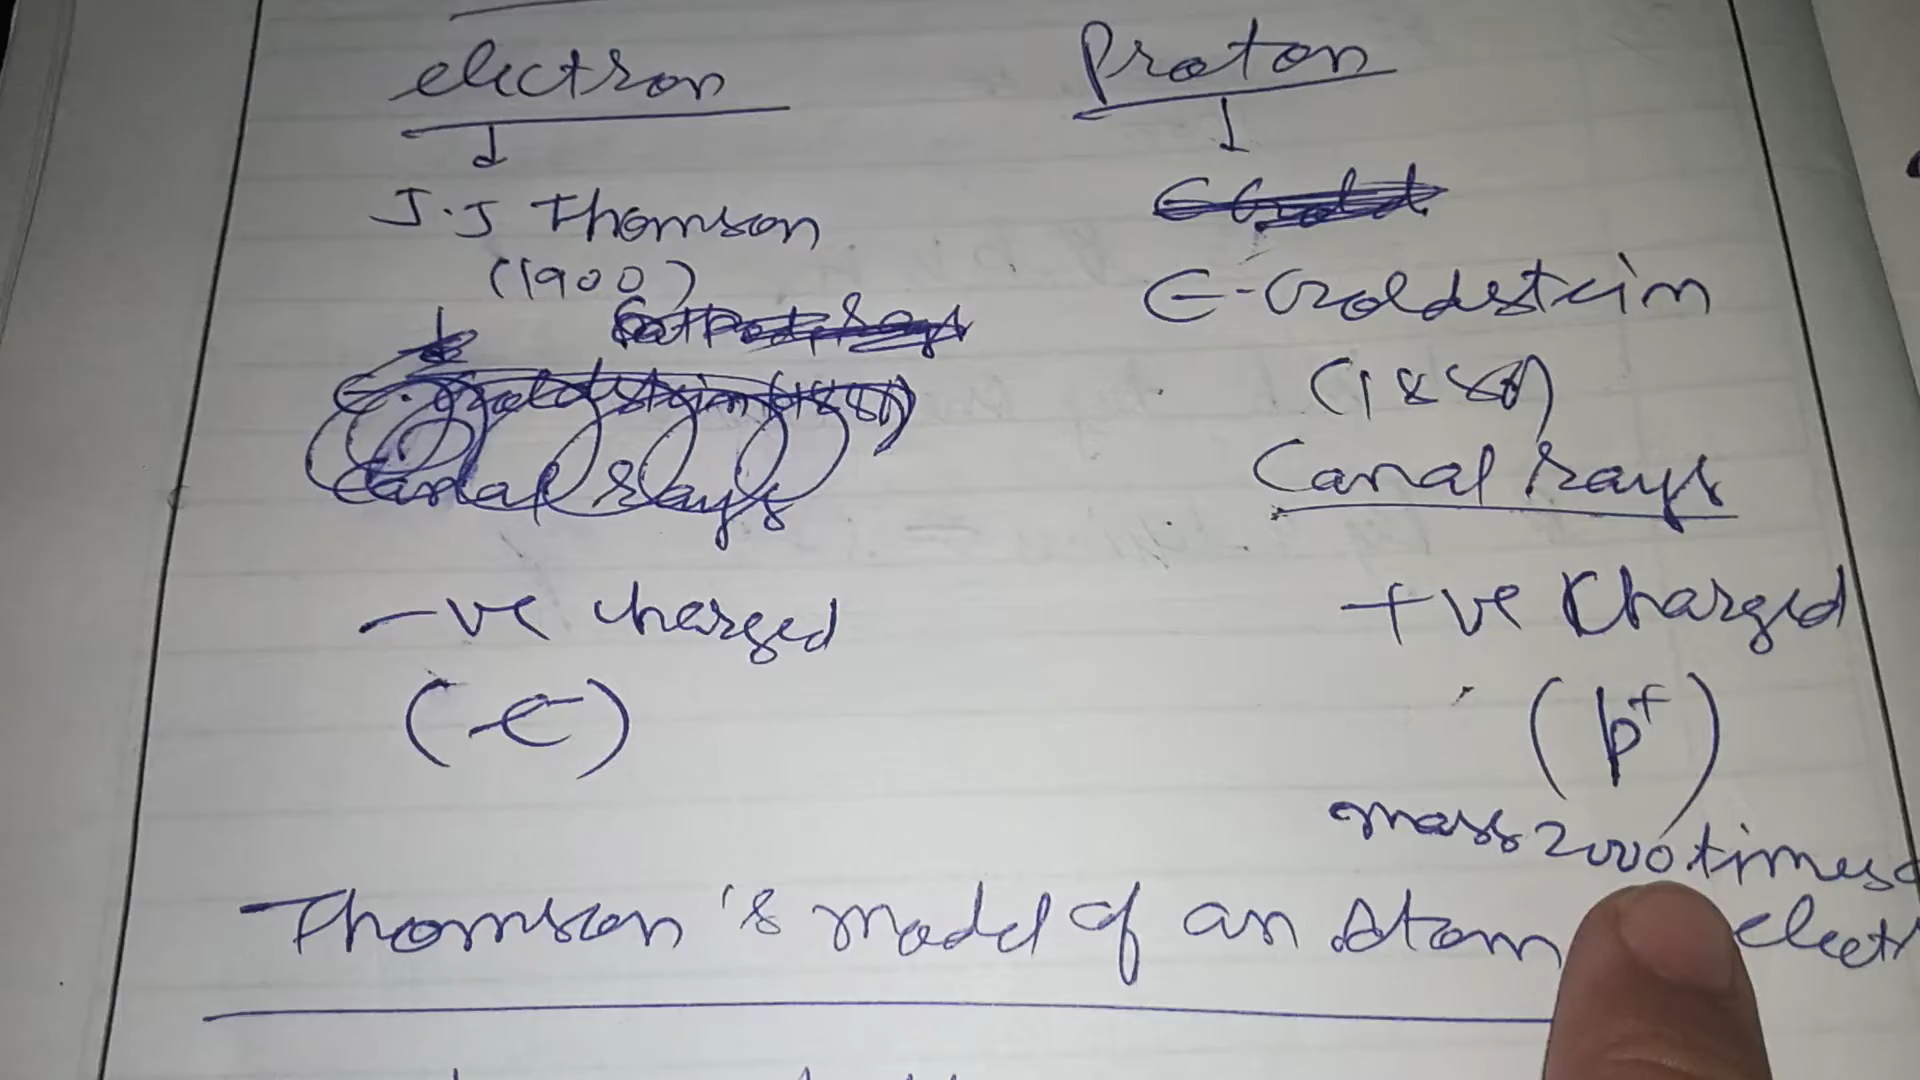 electron
J.J Thomson
(1900)
-ve charged
(-e)
Proton
E-Goldstein
(1886)
Canal rays
+ve Charged
(p+)
mass 2000 times
elect
Thomson's model of an Atom